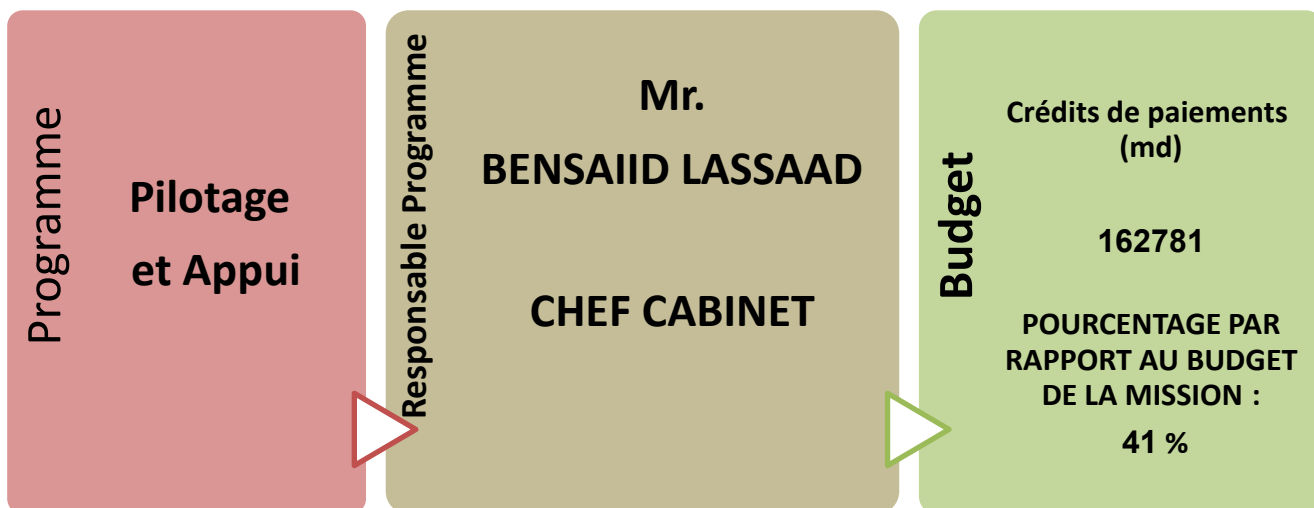 Programme
Pilotage
et Appui
Responsable Programme
Mr.
BENSAIID LASSAAD
CHEF CABINET
Budget
Crédits de paiements
(md)
162781
POURCENTAGE PAR
RAPPORT AU BUDGET
DE LA MISSION :
41 %